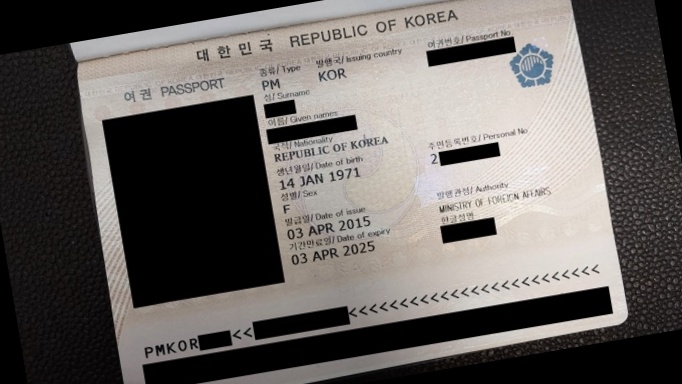 대한민국 REPUBLIC OF KOREA
여권 PASSPORT
종류/Type 발행국/Issuing country 여권번호/Passport No
PM KOR
성/Surname
이름/Given names
국적/Nationality
REPUBLIC OF KOREA
주민등록번호/Personal No
2
생년월일/Date of birth
14 JAN 1971
성별/Sex
F
발행관청/Authority
MINISTRY OF FOREIGN AFFAIRS
발급일/Date of issue
03 APR 2015
한글성명
기간만료일/Date of expiry
03 APR 2025
PMKOR <<  <<<<<<<<<<<<<<<<<<<<<<<<<